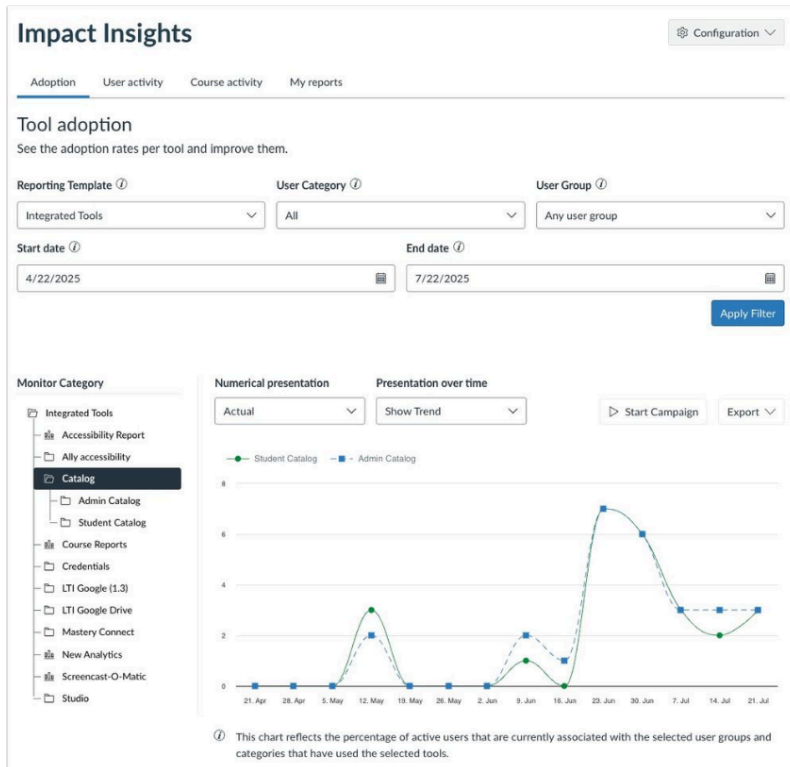 Impact Insights
Configuration
Adoption User activity Course activity My reports
Tool adoption
See the adoption rates per tool and improve them.
Reporting Template User Category User Group
Integrated Tools All Any user group
Start date End date
4/22/2025 7/22/2025
Apply Filter
Monitor Category
Integrated Tools
Accessibility Report
Ally accessibility
Catalog
Admin Catalog
Student Catalog
Course Reports
Credentials
LTI Google (1.3)
LTI Google Drive
Mastery Connect
New Analytics
Screencast-O-Matic
Studio
Numerical presentation Presentation over time
Actual Show Trend Start Campaign Export
Student Catalog Admin Catalog
8
6
4
2
0
21. Apr 28. Apr 5. May 12. May 19. May 26. May 2. Jun 9. Jun 16. Jun 23. Jun 30. Jun 7. Jul 14. Jul 21. Jul
This chart reflects the percentage of active users that are currently associated with the selected user groups and
categories that have used the selected tools.